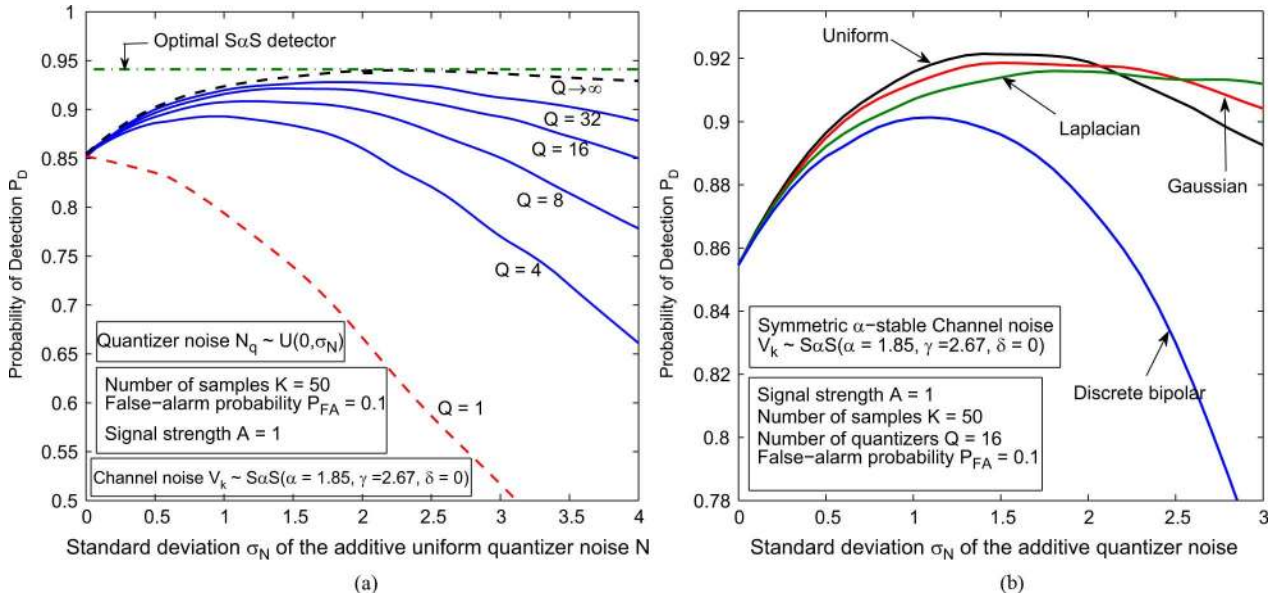 Optimal SαS detector
Probability of Detection P_D
1
0.95
0.9
0.85
0.8
0.75
0.7
0.65
0.6
0.55
0.5
Q→∞
Q = 32
Q = 16
Q = 8
Q = 4
Q = 1
Quantizer noise N_q ~ U(0,σ_N)
Number of samples K = 50
False−alarm probability P_FA = 0.1
Signal strength A = 1
Channel noise V_k ~ SαS(α = 1.85, γ =2.67, δ = 0)
0 0.5 1 1.5 2 2.5 3 3.5 4
Standard deviation σ_N of the additive uniform quantizer noise N
(a)
Probability of Detection P_D
0.92
0.9
0.88
0.86
0.84
0.82
0.8
0.78
Uniform
Laplacian
Gaussian
Discrete bipolar
Symmetric α-stable Channel noise
V_k ~ SαS(α = 1.85, γ =2.67, δ = 0)
Signal strength A = 1
Number of samples K = 50
Number of quantizers Q = 16
False−alarm probability P_FA = 0.1
0 0.5 1 1.5 2 2.5 3
Standard deviation σ_N of the additive quantizer noise
(b)